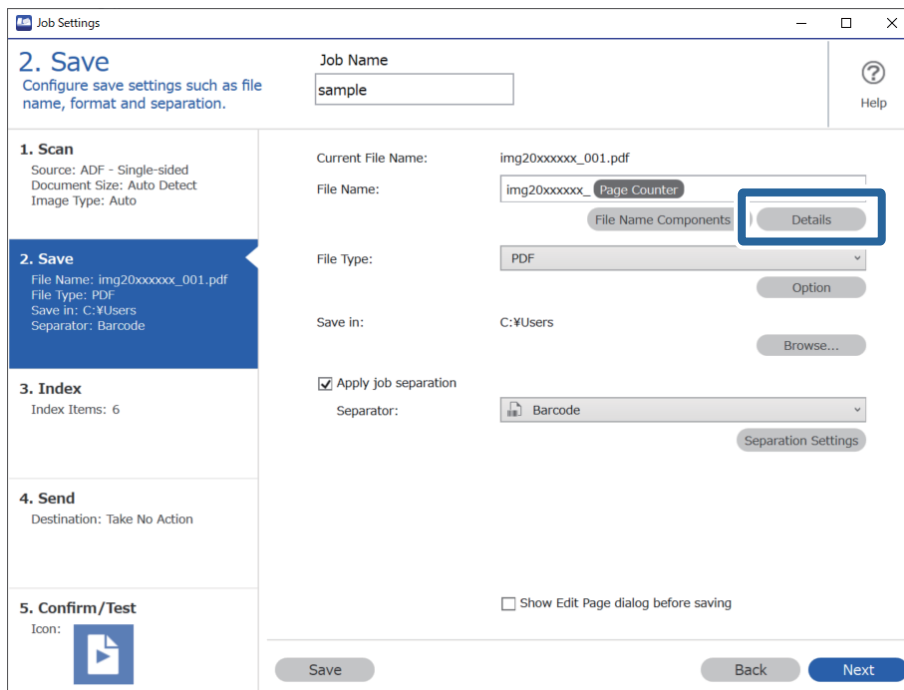 Job Settings
2. Save
Configure save settings such as file
name, format and separation.
Job Name
sample
Help
1. Scan
Source: ADF - Single-sided
Document Size: Auto Detect
Image Type: Auto
2. Save
File Name: img20xxxxxx_001.pdf
File Type: PDF
Save in: C:¥Users
Separator: Barcode
3. Index
Index Items: 6
4. Send
Destination: Take No Action
5. Confirm/Test
Icon:
Current File Name: img20xxxxxx_001.pdf
File Name: img20xxxxxx_ Page Counter
File Name Components Details
File Type: PDF
Option
Save in: C:¥Users
Browse...
Apply job separation
Separator: Barcode
Separation Settings
Show Edit Page dialog before saving
Save Back Next